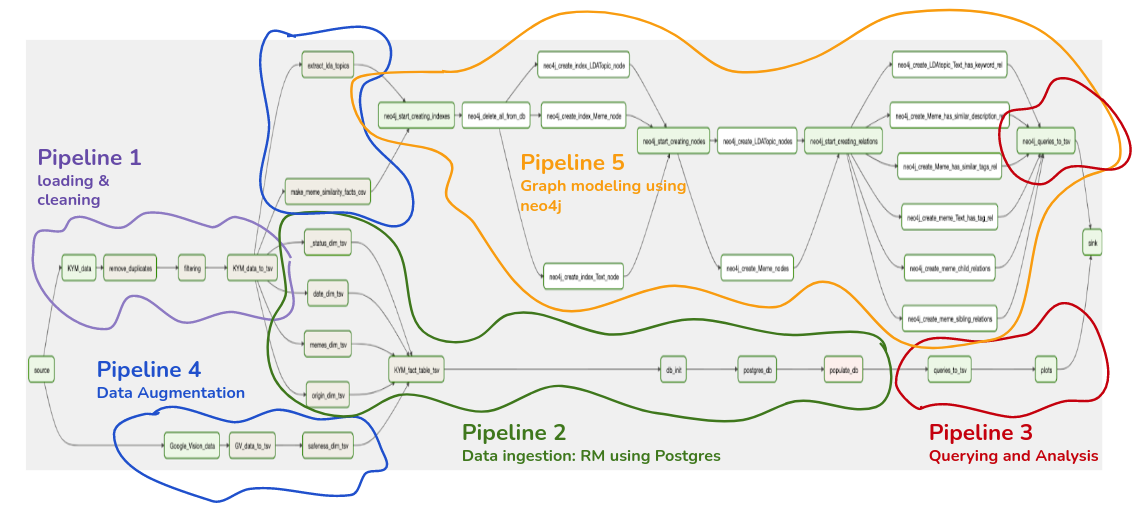 extract_lda_topics
neo4j_create_index_LDATopic_node
neo4j_create_LDAtopic_Text_has_keyword_rel
neo4j_start_creating_indexes
neo4j_delete_all_from_db
neo4j_create_index_Meme_node
neo4j_create_Meme_has_similar_description_rel
neo4j_start_creating_nodes
neo4j_create_LDATopic_nodes
neo4j_start_creating_relations
neo4j_queries_to_tsv
Pipeline 1
loading &
cleaning
Pipeline 5
Graph modeling using
neo4j
neo4j_create_Meme_has_similar_tags_rel
make_meme_similarity_facts_csv
neo4j_create_meme_Text_has_tag_rel
_status_dim_tsv
sink
KYM_data
remove_duplicates
filtering
KYM_data_to_tsv
neo4j_create_index_Text_node
neo4j_create_Meme_nodes
neo4j_create_meme_child_relations
date_dim_tsv
neo4j_create_meme_sibling_relations
memes_dim_tsv
source
Pipeline 4
Data Augmentation
KYM_fact_table_tsv
db_init
postgres_db
populate_db
queries_to_tsv
plots
origin_dim_tsv
Google_Vision_data
GV_data_to_tsv
safeness_dim_tsv
Pipeline 2
Data ingestion: RM using Postgres
Pipeline 3
Querying and Analysis